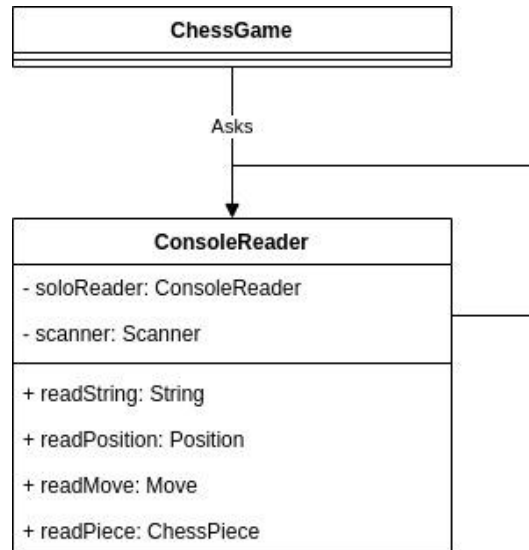 ChessGame
Asks
ConsoleReader
- soloReader: ConsoleReader
- scanner: Scanner
+ readString: String
+ readPosition: Position
+ readMove: Move
+ readPiece: ChessPiece